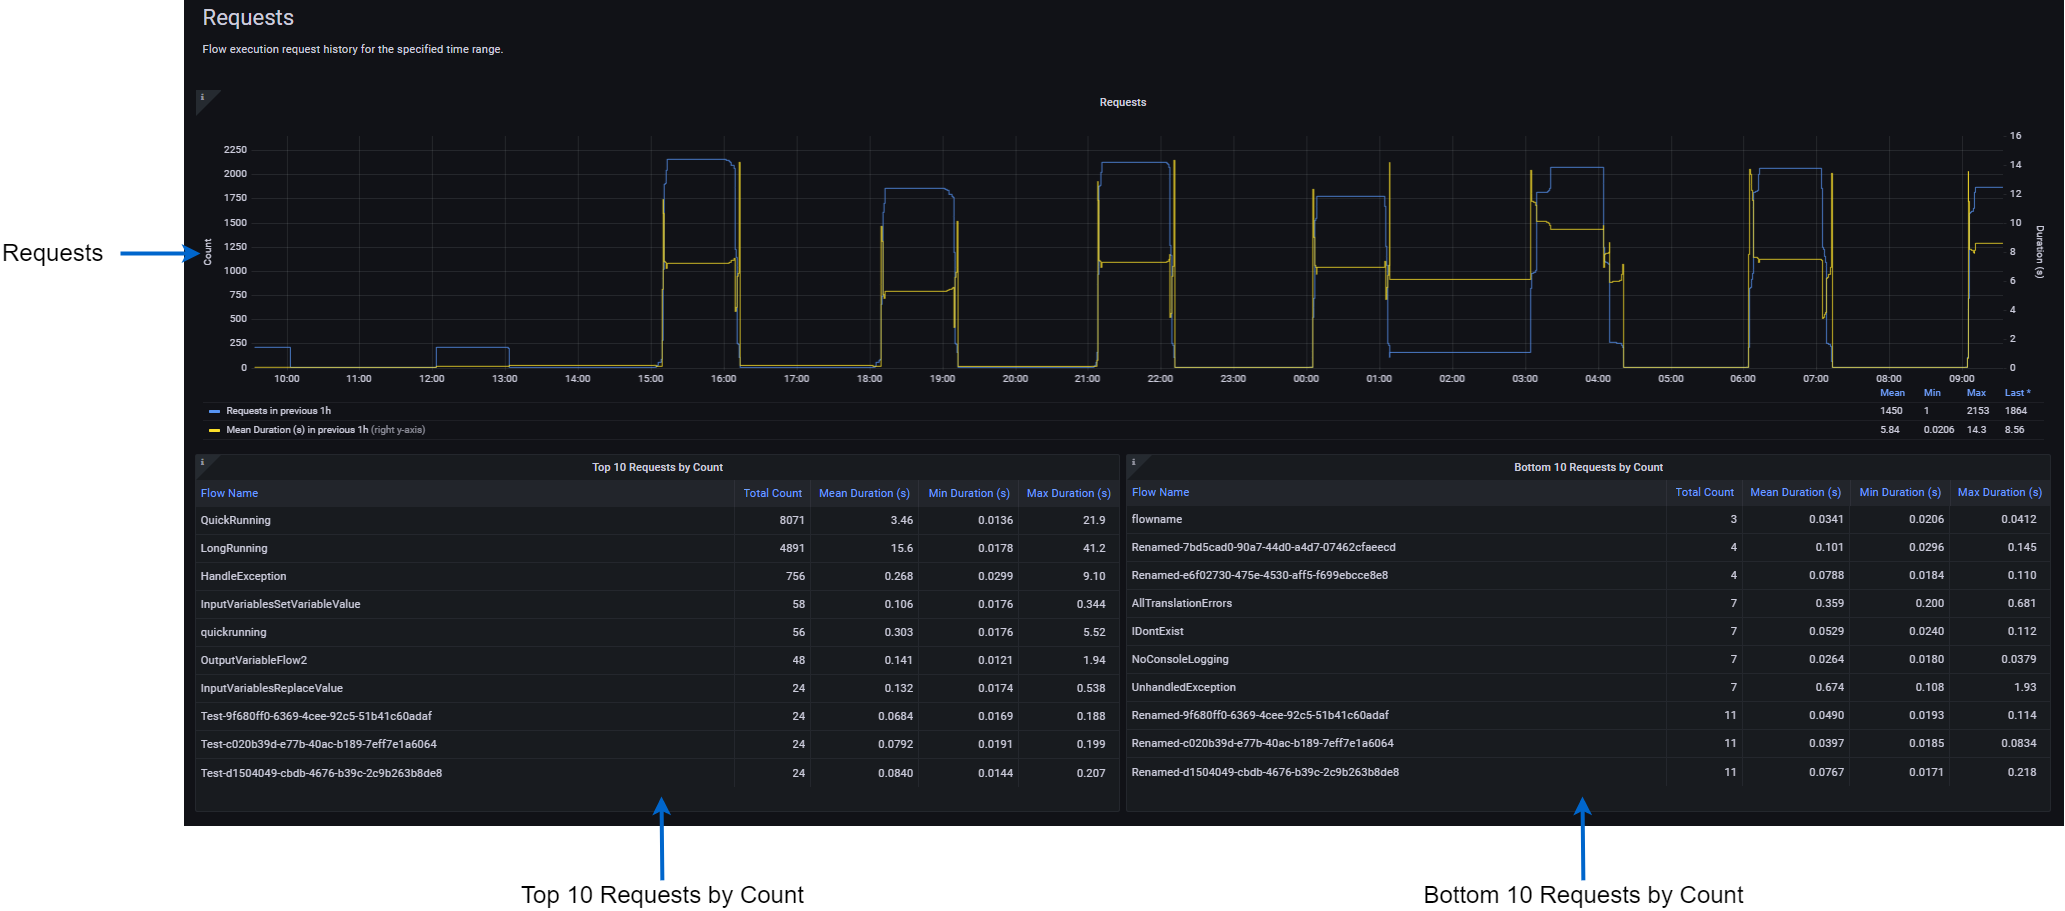 Requests
Flow execution request history for the specified time range.
Requests
2250 16
2000 14
1750 12
1500 10
1250 8
1000 6
750 4
500 2
250 0
0
Count
Duration (s)
Requests
10:00 11:00 12:00 13:00 14:00 15:00 16:00 17:00 18:00 19:00 20:00 21:00 22:00 23:00 00:00 01:00 02:00 03:00 04:00 05:00 06:00 07:00 08:00 09:00
Mean Min Max Last *
Requests in previous 1h 1450 1 2153 1864
Mean Duration (s) in previous 1h (right y-axis) 5.84 0.0206 14.3 8.56
Top 10 Requests by Count
Flow Name Total Count Mean Duration (s) Min Duration (s) Max Duration (s)
QuickRunning 8071 3.46 0.0136 21.9
LongRunning 4891 15.6 0.0178 41.2
HandleException 756 0.268 0.0299 9.10
InputVariablesSetVariableValue 58 0.106 0.0176 0.344
quickrunning 56 0.303 0.0176 5.52
OutputVariableFlow2 48 0.141 0.0121 1.94
InputVariablesReplaceValue 24 0.132 0.0174 0.538
Test-9f680ff0-6369-4cee-92c5-51b41c60adaf 24 0.0684 0.0169 0.188
Test-c020b39d-e77b-40ac-b189-7eff7e1a6064 24 0.0792 0.0191 0.199
Test-d1504049-cbdb-4676-b39c-2c9b263b8de8 24 0.0840 0.0144 0.207
Bottom 10 Requests by Count
Flow Name Total Count Mean Duration (s) Min Duration (s) Max Duration (s)
flowname 3 0.0341 0.0206 0.0412
Renamed-7bd5cad0-90a7-44d0-a4d7-07462cfaeecd 4 0.101 0.0296 0.145
Renamed-e6f02730-475e-4530-aff5-f699ebcce8e8 4 0.0788 0.0184 0.110
AllTranslationErrors 7 0.359 0.200 0.681
IDontExist 7 0.0529 0.0240 0.112
NoConsoleLogging 7 0.0264 0.0180 0.0379
UnhandledException 7 0.674 0.108 1.93
Renamed-9f680ff0-6369-4cee-92c5-51b41c60adaf 11 0.0490 0.0193 0.114
Renamed-c020b39d-e77b-40ac-b189-7eff7e1a6064 11 0.0397 0.0185 0.0834
Renamed-d1504049-cbdb-4676-b39c-2c9b263b8de8 11 0.0767 0.0171 0.218
Top 10 Requests by Count
Bottom 10 Requests by Count